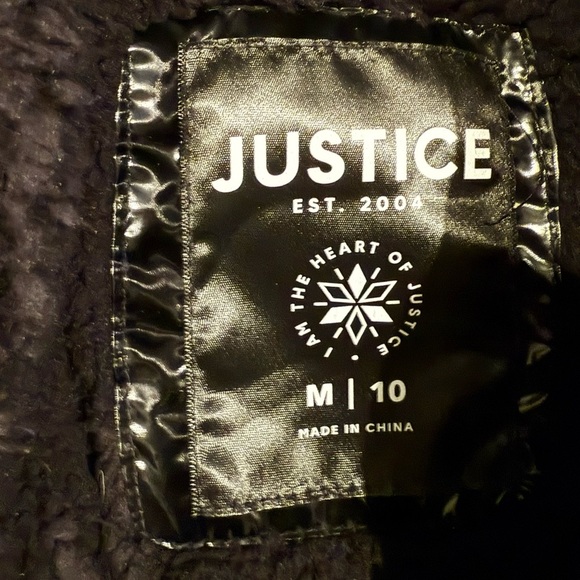 JUSTICE
EST. 2004
I AM THE HEART OF JUSTICE
M | 10
MADE IN CHINA